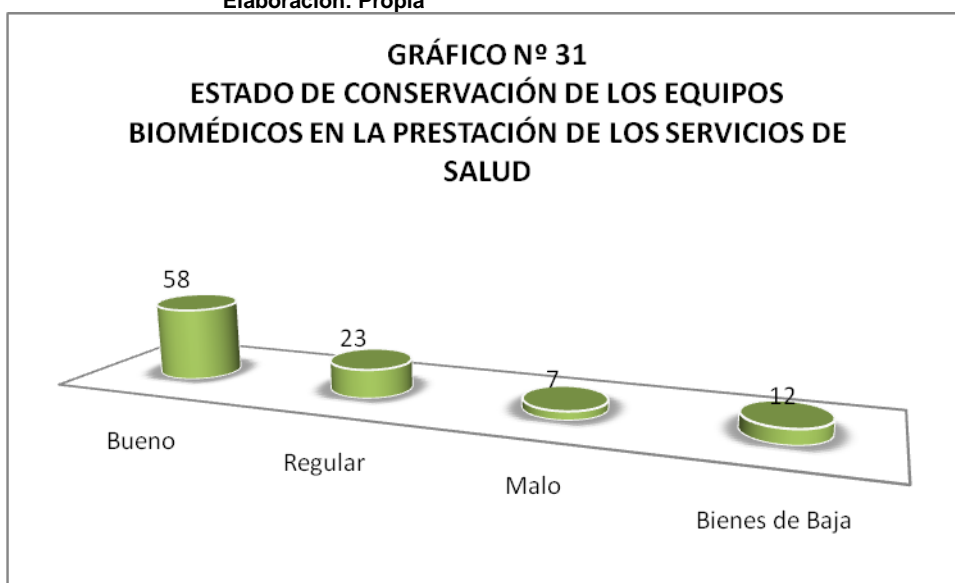 Elaboración: Propia
GRÁFICO Nº 31
ESTADO DE CONSERVACIÓN DE LOS EQUIPOS
BIOMÉDICOS EN LA PRESTACIÓN DE LOS SERVICIOS DE
SALUD
58
23
7
12
Bueno
Regular
Malo
Bienes de Baja